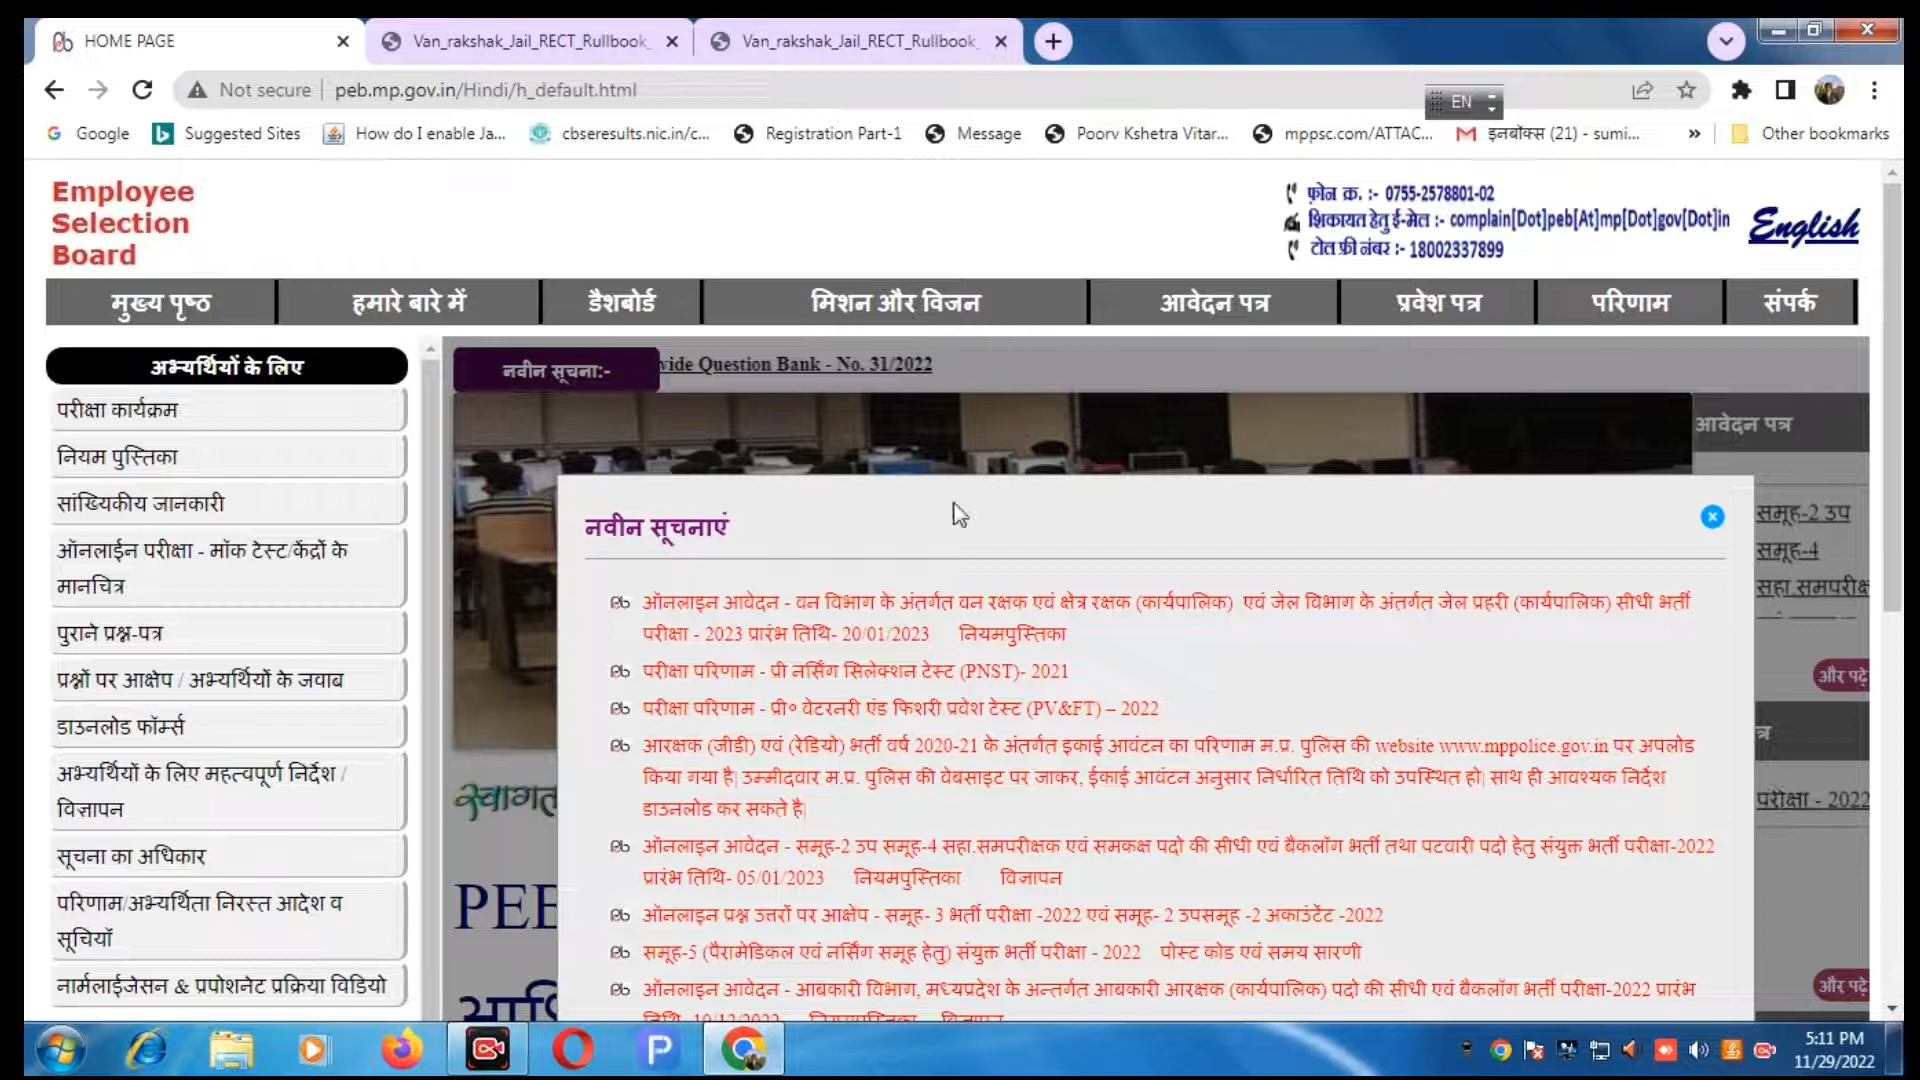 HOME PAGE
Van_rakshak_Jail_RECT_Rullbook_
Van_rakshak_Jail_RECT_Rullbook_
Not secure
peb.mp.gov.in/Hindi/h_default.html
EN
Google
Suggested Sites
How do I enable Ja...
cbseresults.nic.in/c...
Registration Part-1
Message
Poorv Kshetra Vitar...
mppsc.com/ATTAC...
इनबॉक्स (21) - sumi...
»
Other bookmarks
Employee
Selection
Board
फ़ोन क्र. :- 0755-2578801-02
शिकायत हेतु ई-मेल :- complain[Dot]peb[At]mp[Dot]gov[Dot]in
टोल फ्री नंबर :- 18002337899
English
मुख्य पृष्ठ
हमारे बारे में
डैशबोर्ड
मिशन और विजन
आवेदन पत्र
प्रवेश पत्र
परिणाम
संपर्क
अभ्यर्थियों के लिए
परीक्षा कार्यक्रम
नियम पुस्तिका
सांख्यिकीय जानकारी
ऑनलाईन परीक्षा - मॉक टेस्ट/केंद्रों के
मानचित्र
पुराने प्रश्न-पत्र
प्रश्नों पर आक्षेप / अभ्यर्थियों के जवाब
डाउनलोड फॉर्म्स
अभ्यर्थियों के लिए महत्वपूर्ण निर्देश /
विज्ञापन
सूचना का अधिकार
परिणाम/अभ्यर्थिता निरस्त आदेश व
सूचियॉ
नार्मलाईजेसन & प्रपोशनेट प्रक्रिया विडियो
नवीन सूचना:-
vide Question Bank - No. 31/2022
आवेदन पत्र
समूह-2 उप
समूह-4
सहा.समपरीक्ष
और पढ़े
परीक्षा - 2022
और पढ़े
स्वागत
PEB
नवीन सूचनाएं
ऑनलाइन आवेदन - वन विभाग के अंतर्गत वन रक्षक एवं क्षेत्र रक्षक (कार्यपालिक) एवं जेल विभाग के अंतर्गत जेल प्रहरी (कार्यपालिक) सीधी भर्ती
परीक्षा - 2023 प्रारंभ तिथि- 20/01/2023 नियमपुस्तिका
परीक्षा परिणाम - प्री नर्सिंग सिलेक्शन टेस्ट (PNST)- 2021
परीक्षा परिणाम - प्री० वेटरनरी एंड फिशरी प्रवेश टेस्ट (PV&FT) – 2022
आरक्षक (जीडी) एवं (रेडियो) भर्ती वर्ष 2020-21 के अंतर्गत इकाई आवंटन का परिणाम म.प्र. पुलिस की website www.mppolice.gov.in पर अपलोड
किया गया है| उम्मीदवार म.प्र. पुलिस की वेबसाइट पर जाकर, ईकाई आवंटन अनुसार निर्धारित तिथि को उपस्थित हो| साथ ही आवश्यक निर्देश
डाउनलोड कर सकते है|
ऑनलाइन आवेदन - समूह-2 उप समूह-4 सहा.समपरीक्षक एवं समकक्ष पदो की सीधी एवं बैकलॉग भर्ती तथा पटवारी पदो हेतु संयुक्त भर्ती परीक्षा-2022
प्रारंभ तिथि- 05/01/2023 नियमपुस्तिका विज्ञापन
ऑनलाइन प्रश्न उत्तरों पर आक्षेप - समूह- 3 भर्ती परीक्षा -2022 एवं समूह- 2 उपसमूह -2 अकाउंटेंट -2022
समूह-5 (पैरामेडिकल एवं नर्सिंग समूह हेतु) संयुक्त भर्ती परीक्षा - 2022 पोस्ट कोड एवं समय सारणी
ऑनलाइन आवेदन - आबकारी विभाग, मध्यप्रदेश के अन्तर्गत आबकारी आरक्षक (कार्यपालिक) पदो की सीधी एवं बैकलॉग भर्ती परीक्षा-2022 प्रारंभ
5:11 PM
11/29/2022